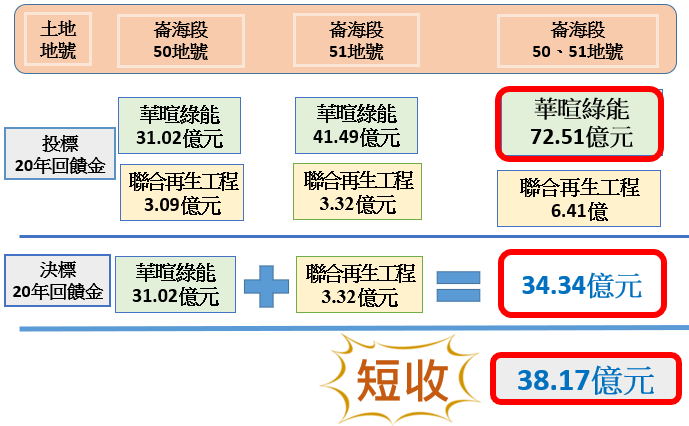 土地
地號
崙海段
50地號
崙海段
51地號
崙海段
50、51地號
投標
20年回饋金
華暄綠能
31.02億元
華暄綠能
41.49億元
華暄綠能
72.51億元
聯合再生工程
3.09億元
聯合再生工程
3.32億元
聯合再生工程
6.41億
決標
20年回饋金
華暄綠能
31.02億元
聯合再生工程
3.32億元
34.34億元
短收
38.17億元